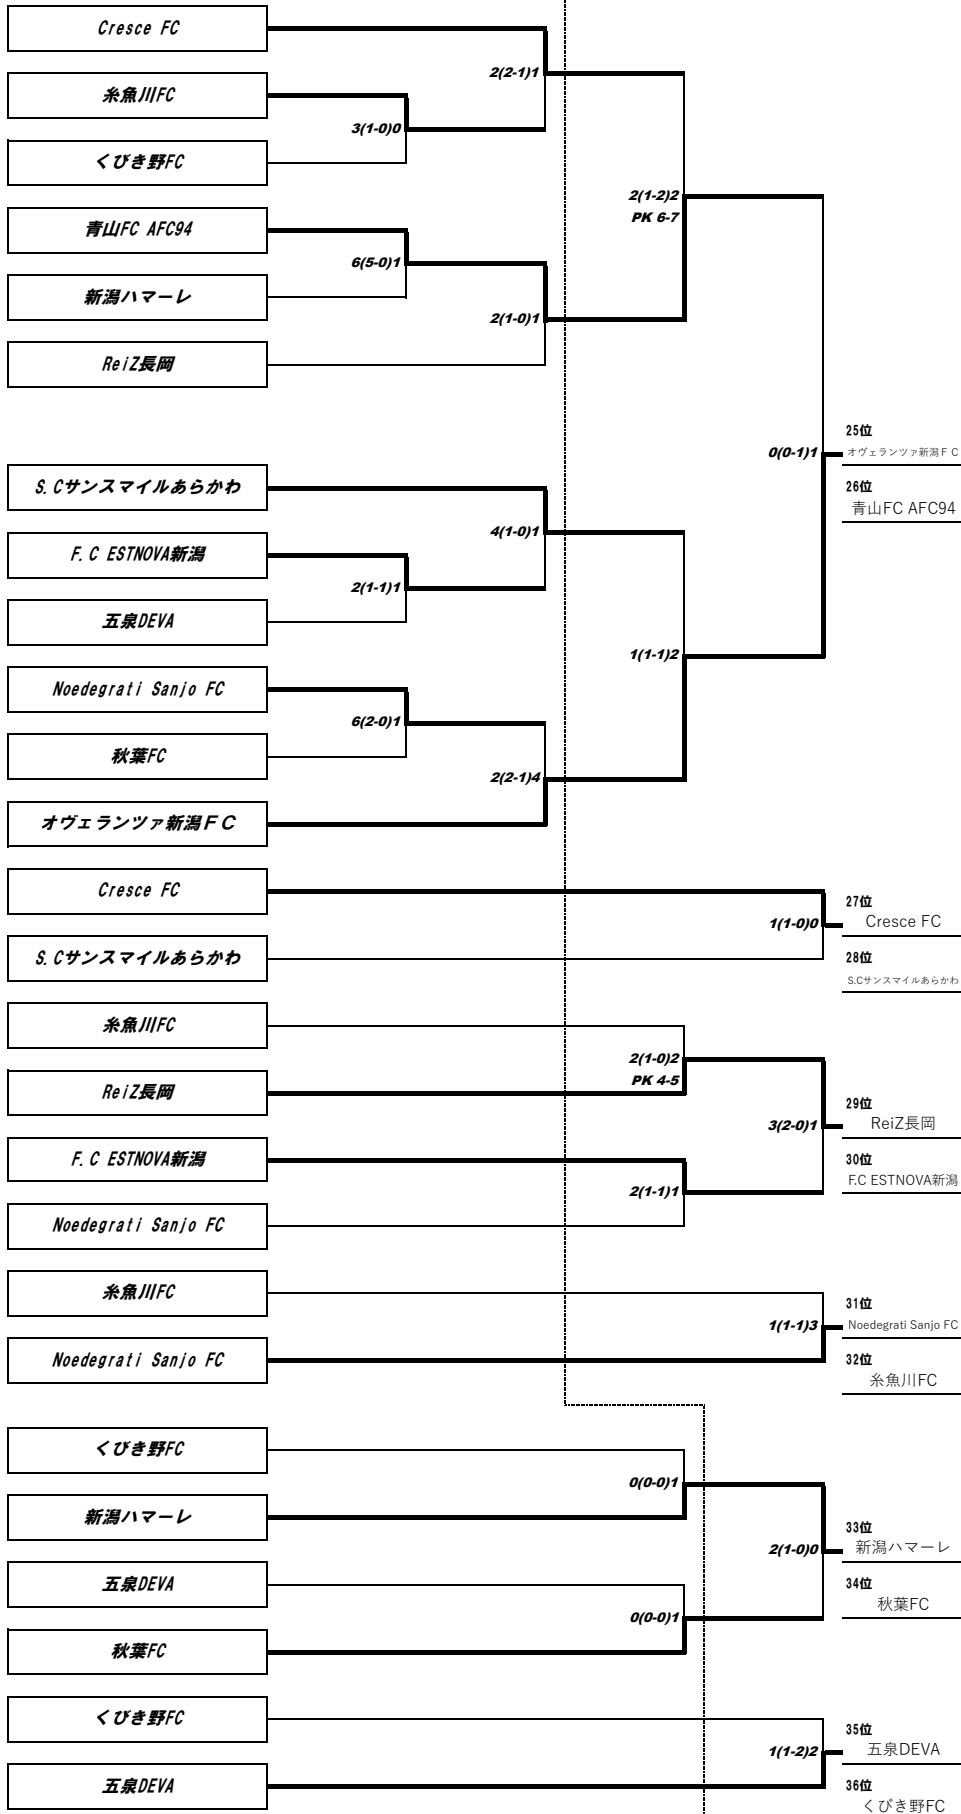 Cresce FC
2(2-1)1
糸魚川FC
3(1-0)0
くびき野FC
2(1-2)2
PK 6-7
青山FC AFC94
6(5-0)1
新潟ハマーレ
2(1-0)1
ReiZ長岡
25位
0(0-1)1
オヴェランツァ新潟ＦＣ
26位
青山FC AFC94
S.Cサンスマイルあらかわ
4(1-0)1
F.C ESTNOVA新潟
2(1-1)1
五泉DEVA
1(1-1)2
Noedegrati Sanjo FC
6(2-0)1
秋葉FC
2(2-1)4
オヴェランツァ新潟ＦＣ
Cresce FC
27位
1(1-0)0
Cresce FC
S.Cサンスマイルあらかわ
28位
S.Cサンスマイルあらかわ
糸魚川FC
2(1-0)2
PK 4-5
ReiZ長岡
29位
3(2-0)1
ReiZ長岡
F.C ESTNOVA新潟
30位
F.C ESTNOVA新潟
2(1-1)1
Noedegrati Sanjo FC
糸魚川FC
31位
1(1-1)3
Noedegrati Sanjo FC
Noedegrati Sanjo FC
32位
糸魚川FC
くびき野FC
0(0-0)1
新潟ハマーレ
33位
2(1-0)0
新潟ハマーレ
五泉DEVA
34位
秋葉FC
0(0-0)1
秋葉FC
くびき野FC
35位
1(1-2)2
五泉DEVA
五泉DEVA
36位
くびき野FC